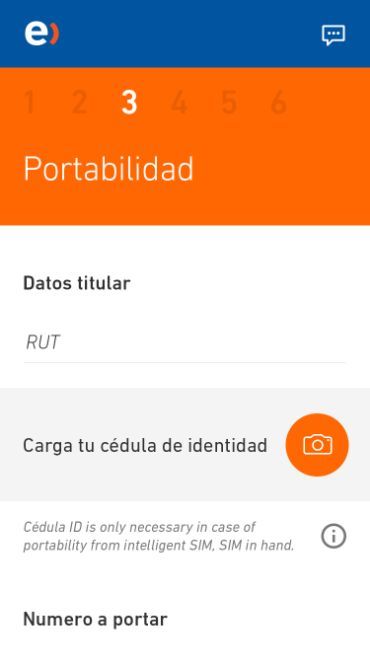 e)
1 2 3 4 5 6
Portabilidad
Datos titular
RUT
Carga tu cédula de identidad
Cédula ID is only necessary in case of
portability from intelligent SIM, SIM in hand.
Numero a portar